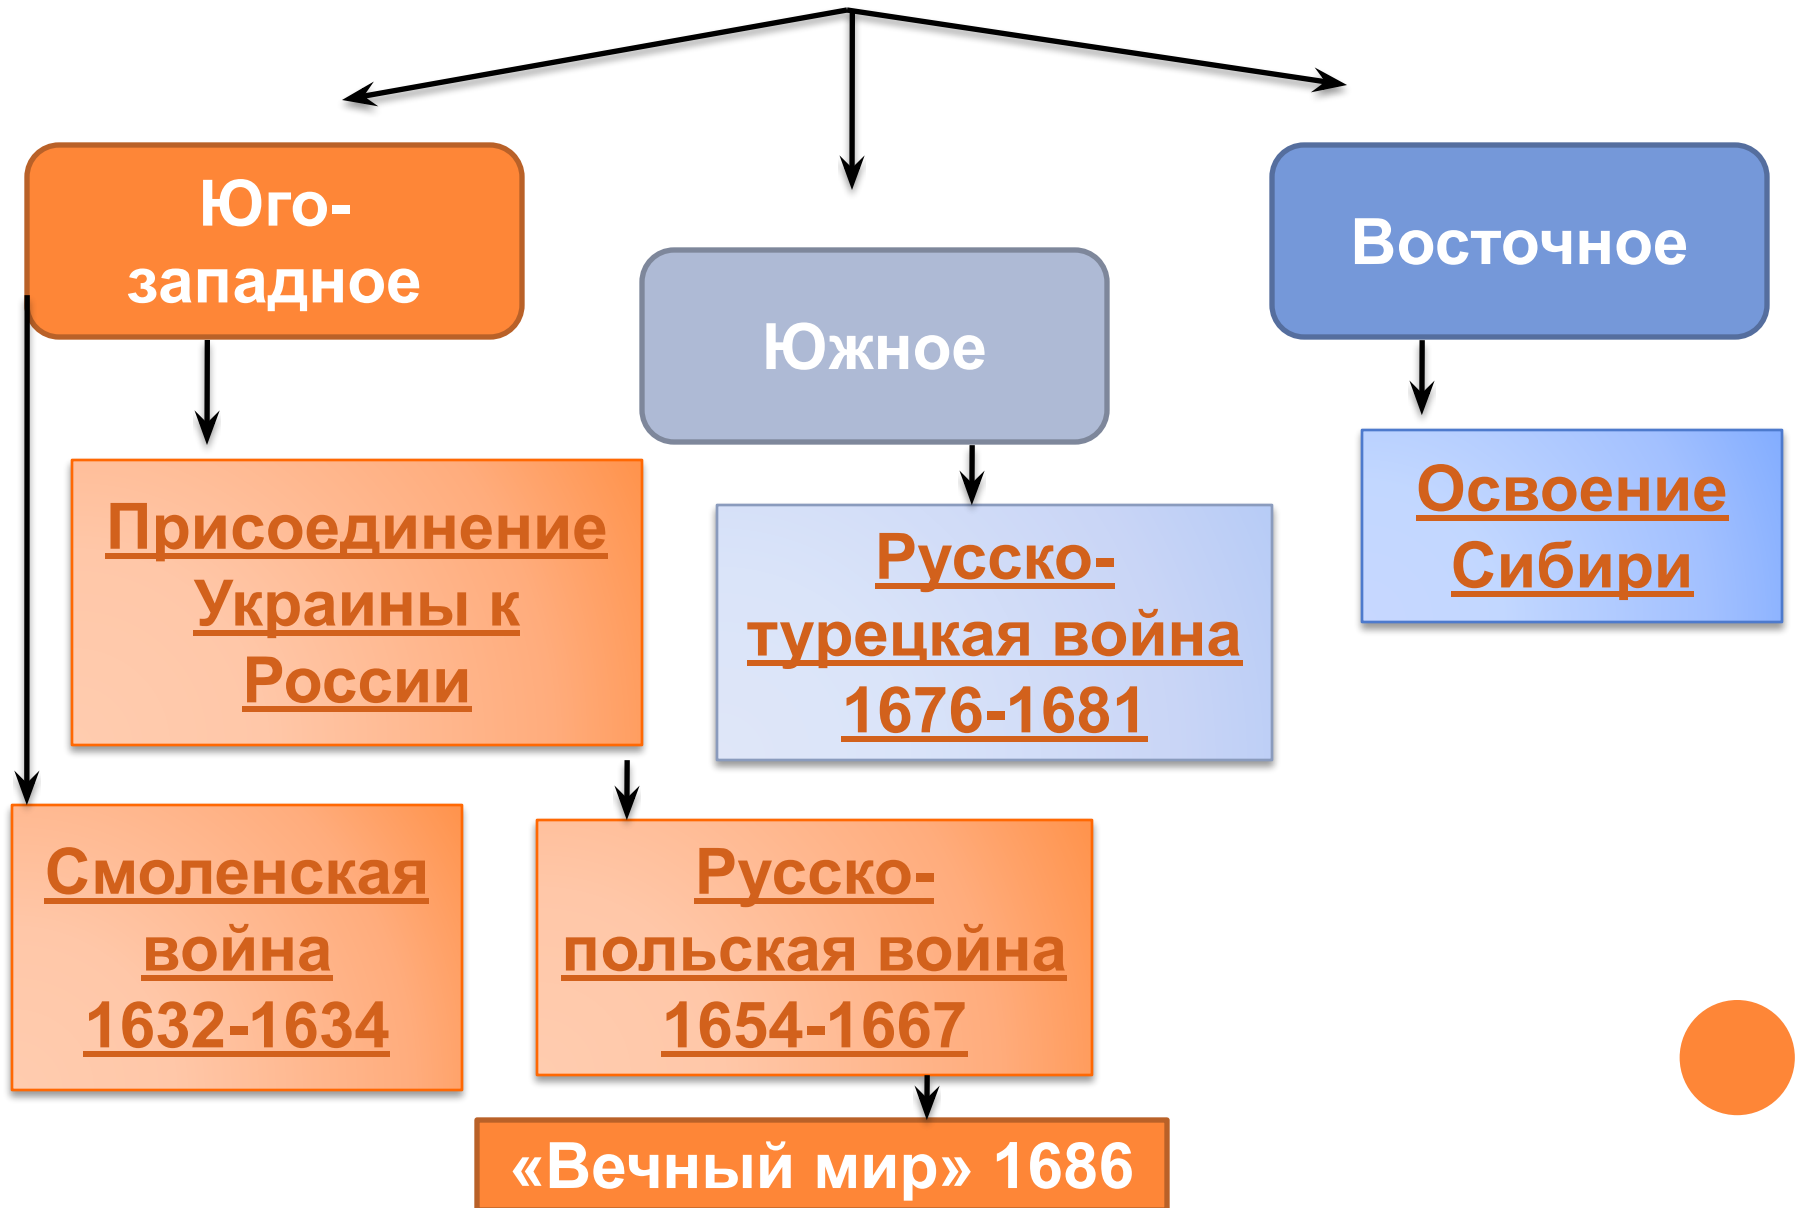 Юго-
западное
Южное
Восточное
Присоединение
Украины к
России
Русско-
турецкая война
1676-1681
Освоение
Сибири
Смоленская
война
1632-1634
Русско-
польская война
1654-1667
«Вечный мир» 1686